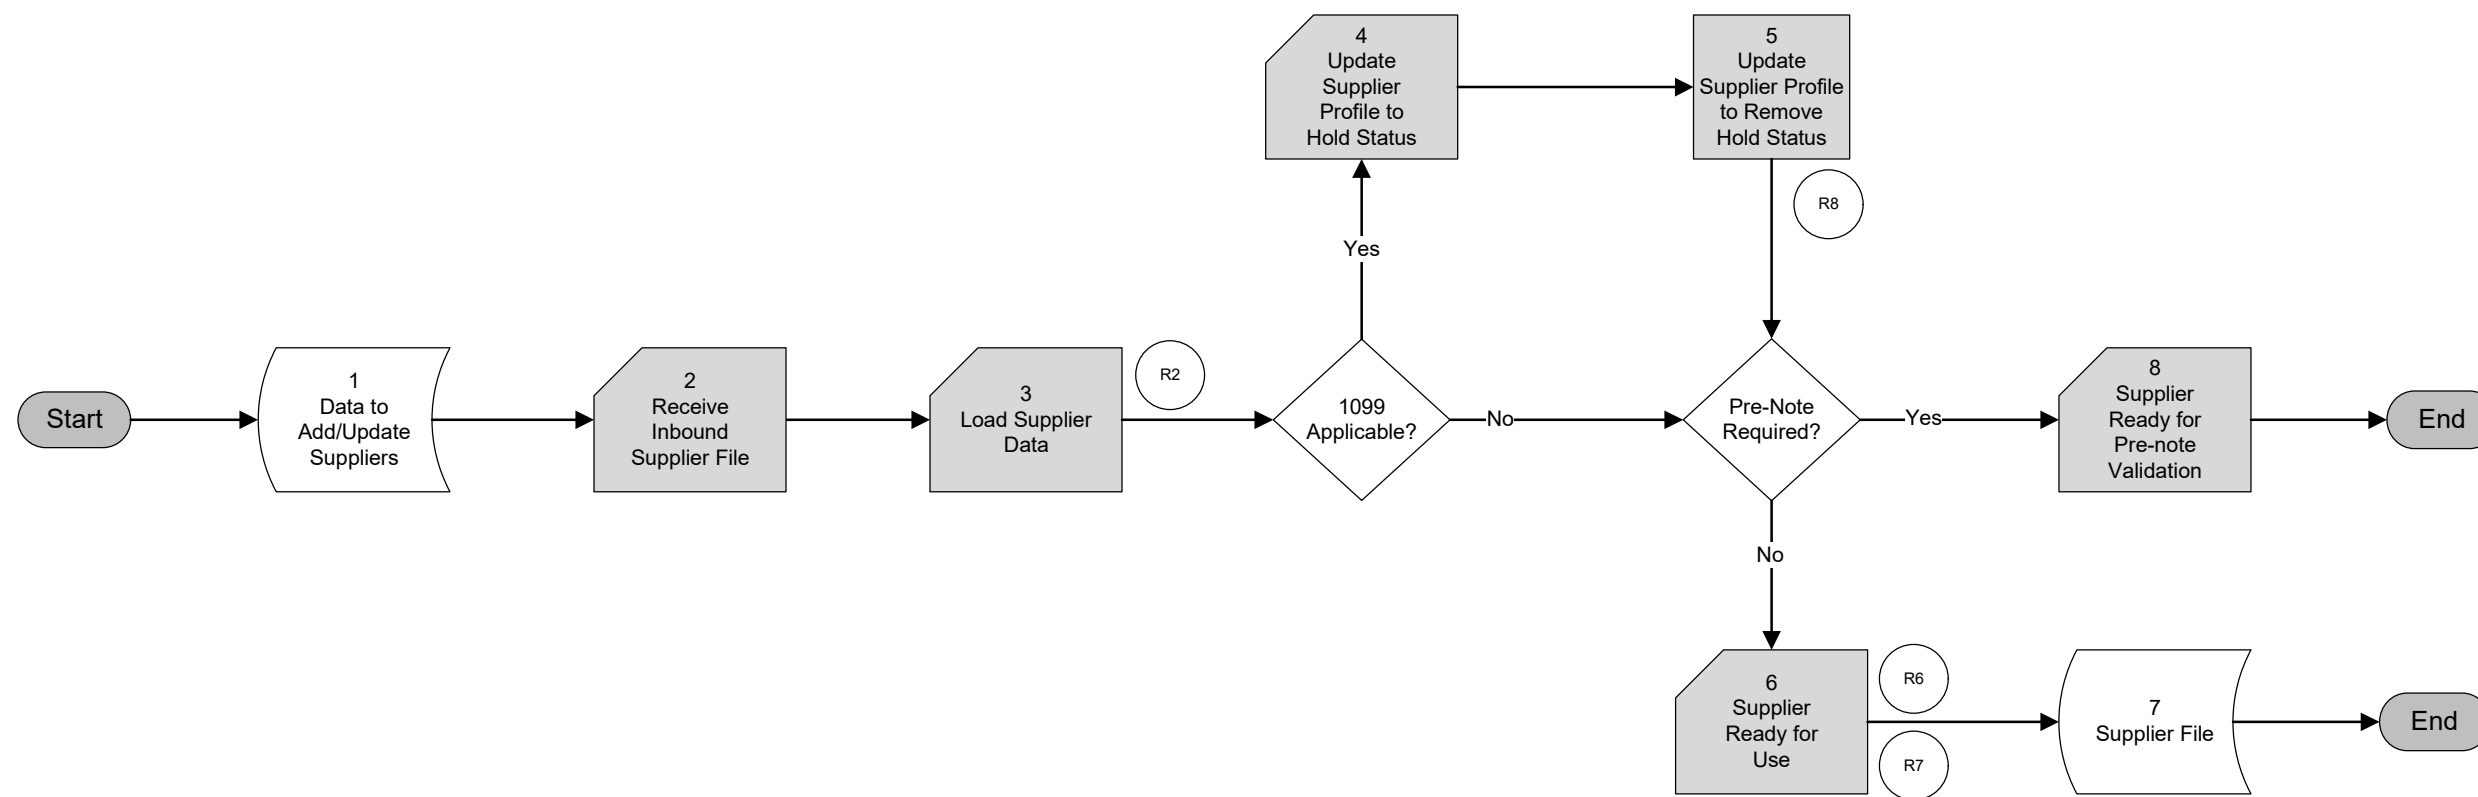 4
Update
Supplier
Profile to
Hold Status
5
Update
Supplier Profile
to Remove
Hold Status
R8
Yes
Start
1
Data to
Add/Update
Suppliers
2
Receive
Inbound
Supplier File
3
Load Supplier
Data
R2
1099
Applicable?
No
Pre-Note
Required?
Yes
8
Supplier
Ready for
Pre-note
Validation
End
No
6
Supplier
Ready for
Use
R6
R7
7
Supplier File
End